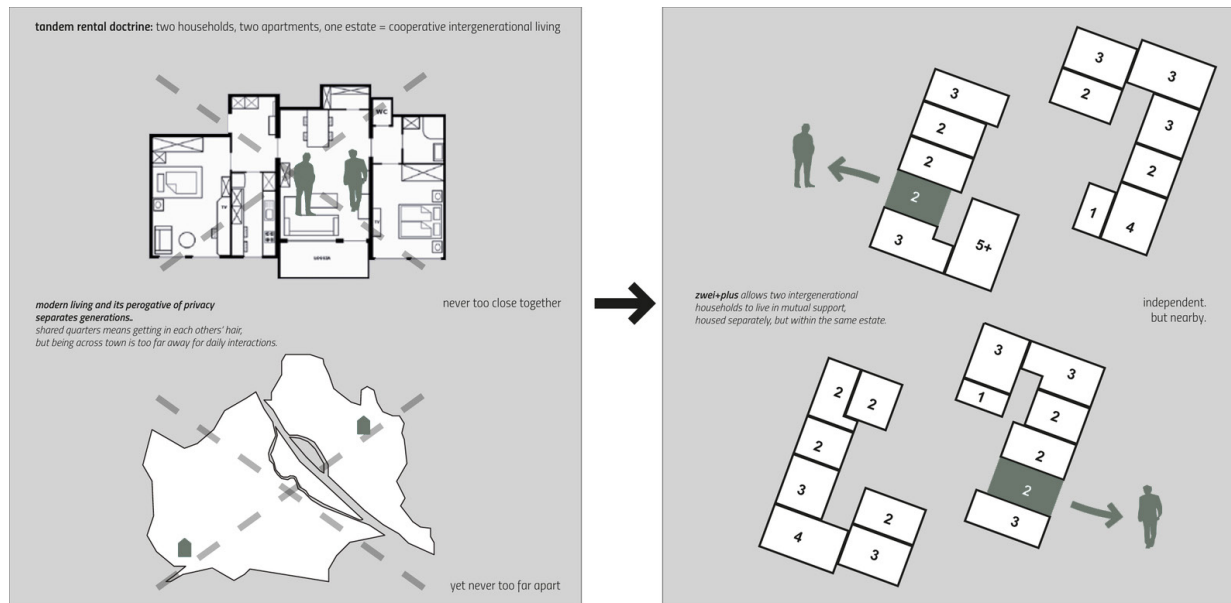 tandem rental doctrine: two households, two apartments, one estate = cooperative intergenerational living
WC
TV
TV
modern living and its perogative of privacy
separates generations.
shared quarters means getting in each others' hair,
but being across town is too far away for daily interactions.
never too close together
yet never too far apart
3
2
2
2
3
5+
3
2
3
3
2
1
4
zwei+plus allows two intergenerational
households to live in mutual support,
housed separately, but within the same estate.
independent.
but nearby.
2
2
2
3
4
2
3
3
1
3
2
2
2
3